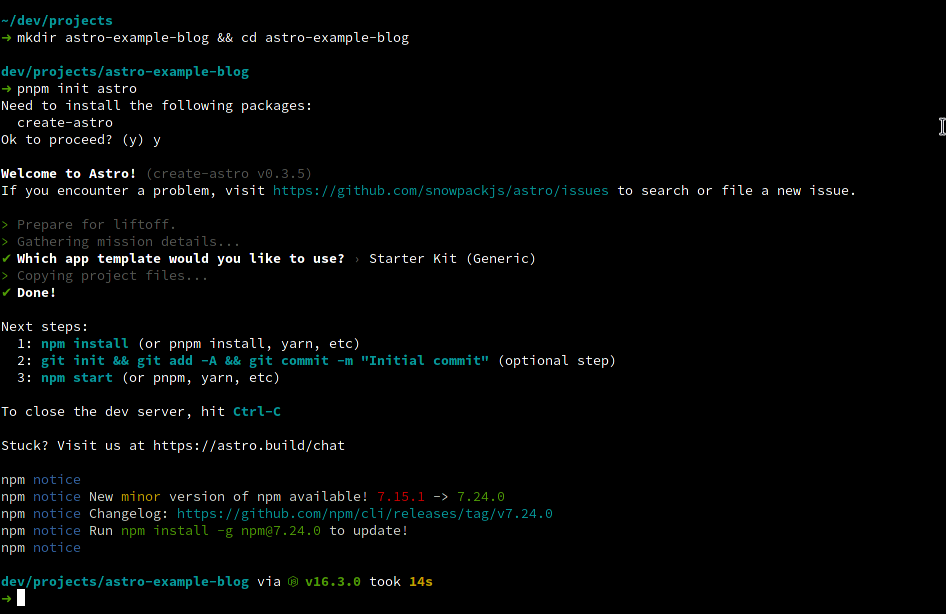 ~/dev/projects
➜ mkdir astro-example-blog && cd astro-example-blog
dev/projects/astro-example-blog
➜ pnpm init astro
Need to install the following packages:
create-astro
Ok to proceed? (y) y
Welcome to Astro! (create-astro v0.3.5)
If you encounter a problem, visit https://github.com/snowpackjs/astro/issues to search or file a new issue.
> Prepare for liftoff.
> Gathering mission details...
✔ Which app template would you like to use? › Starter Kit (Generic)
> Copying project files...
✔ Done!
Next steps:
1: npm install (or pnpm install, yarn, etc)
2: git init && git add -A && git commit -m "Initial commit" (optional step)
3: npm start (or pnpm, yarn, etc)
To close the dev server, hit Ctrl-C
Stuck? Visit us at https://astro.build/chat
npm notice
npm notice New minor version of npm available! 7.15.1 -> 7.24.0
npm notice Changelog: https://github.com/npm/cli/releases/tag/v7.24.0
npm notice Run npm install -g npm@7.24.0 to update!
npm notice
dev/projects/astro-example-blog via v16.3.0 took 14s
➜